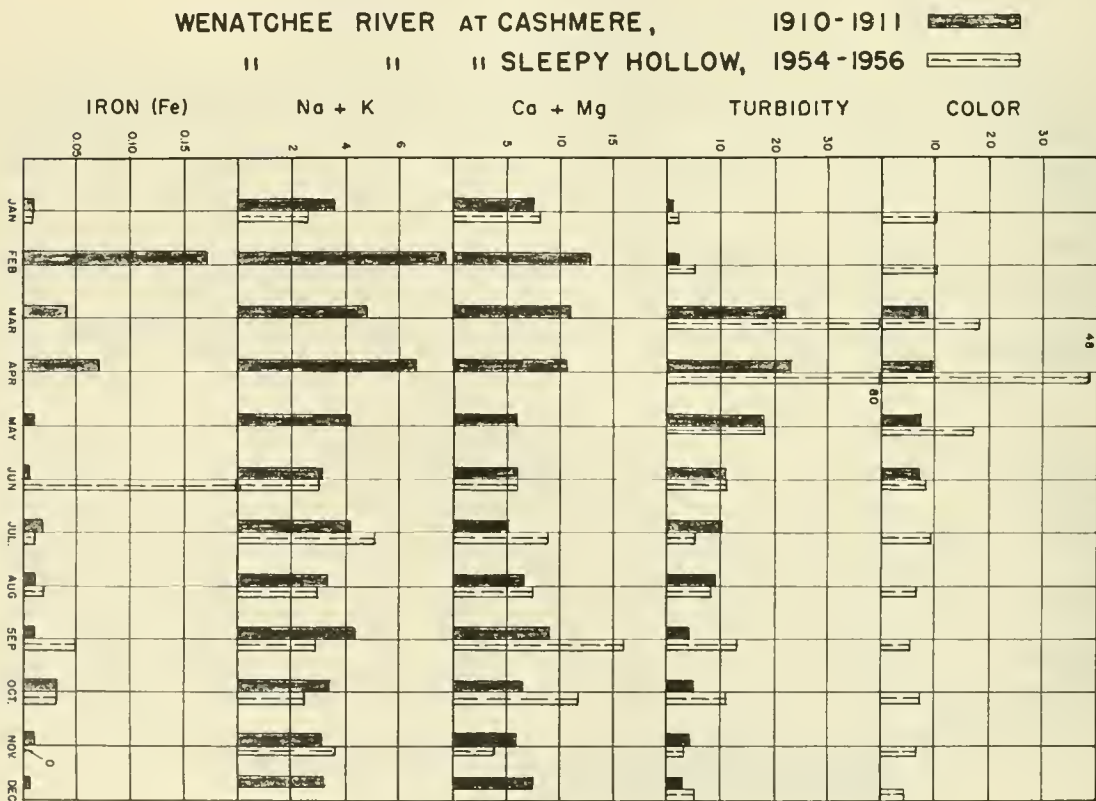 WENATCHEE RIVER AT CASHMERE, 1910-1911
" " " SLEEPY HOLLOW, 1954-1956
IRON (Fe) Na + K Ca + Mg TURBIDITY COLOR
0.05 0.10 0.15 2 4 6 5 10 15 10 20 30 10 20 30
JAN
FEB
MAR
48
APR
80
MAY
JUN
JUL.
AUG
SEP
OCT.
NOV.
0
DEC